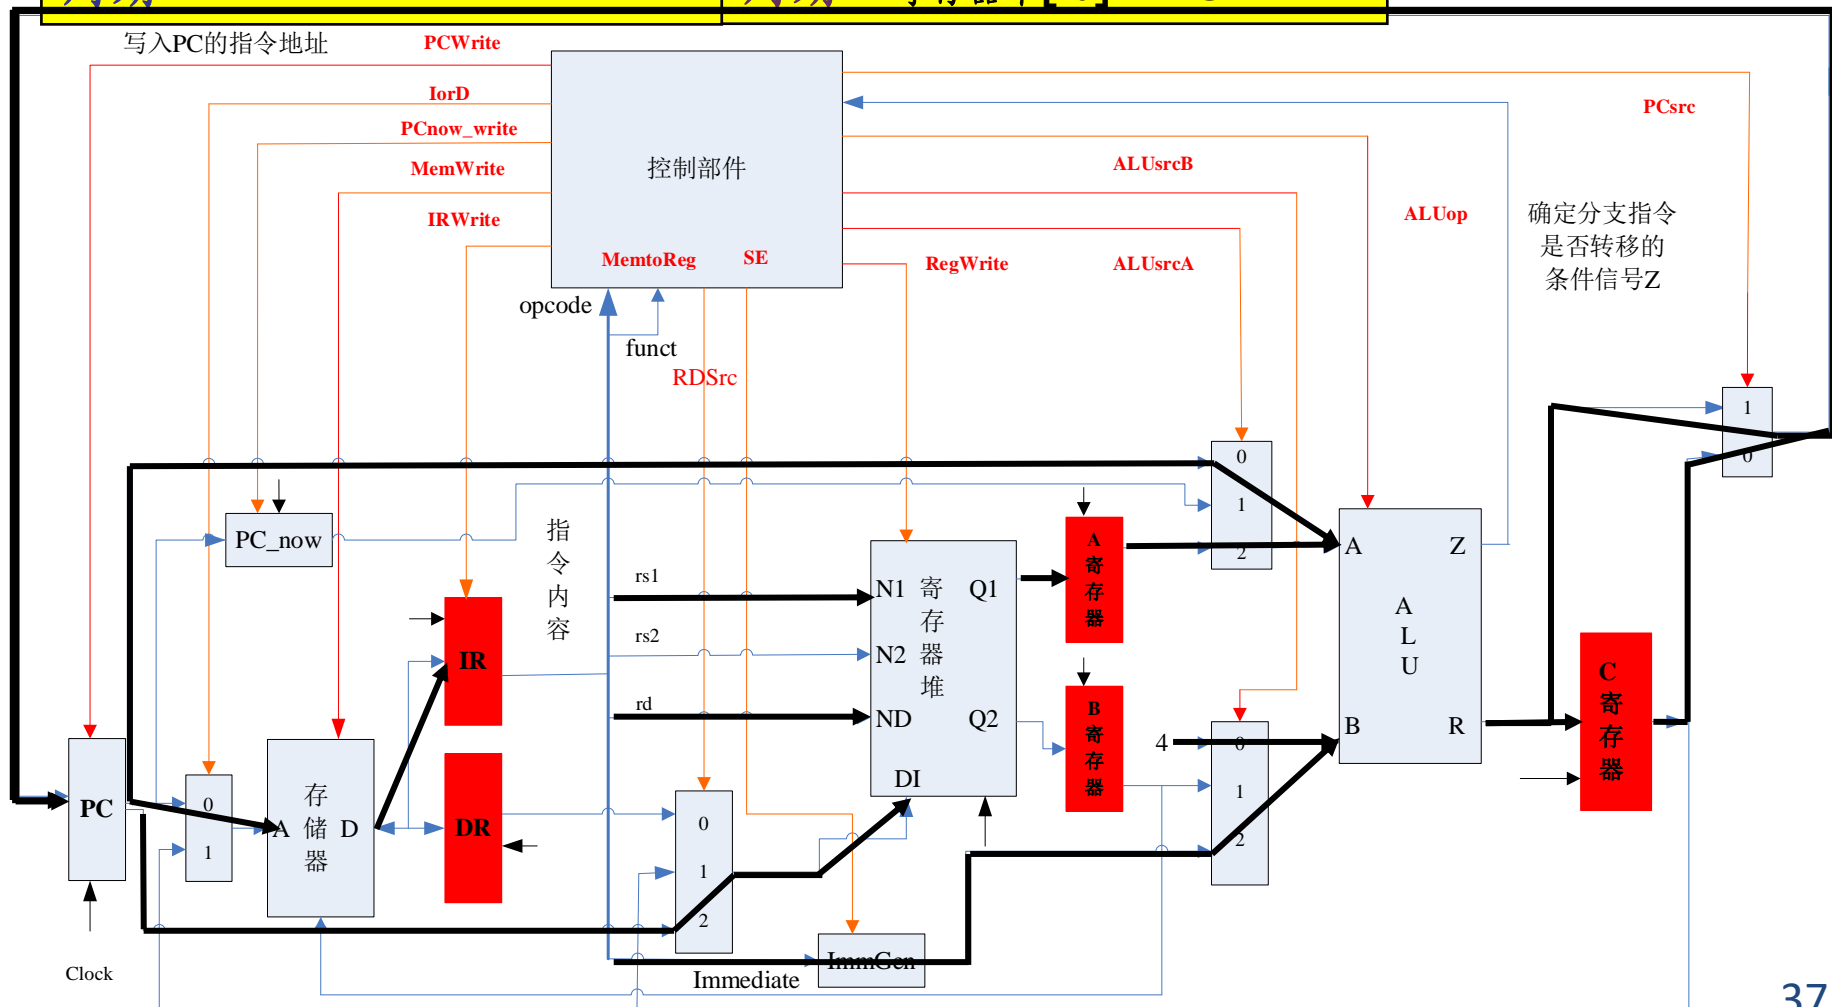 写入PC的指令地址
PCWrite
IorD
PCnow_write
MemWrite
IRWrite
控制部件
MemtoReg
SE
RegWrite
ALUsrcB
ALUsrcA
ALUop
PCsrc
确定分支指令
是否转移的
条件信号Z
opcode
funct
RDSrc
PC_now
指令内容
IR
DR
PC
0
1
A
存储器
D
Clock
rs1
rs2
rd
N1
N2
ND
寄存器堆
Q1
Q2
DI
A寄存器
B寄存器
0
1
2
4
0
1
2
A
B
ALU
Z
R
C寄存器
1
0
0
1
2
Immediate
ImmGen
37